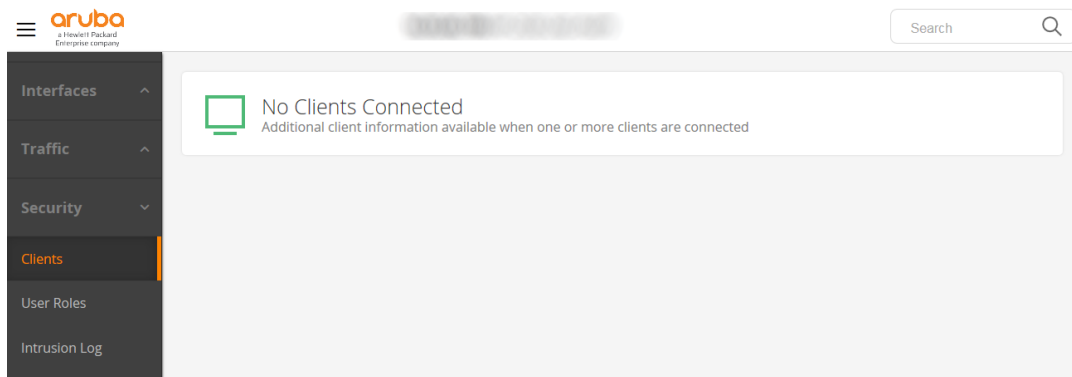 aruba
a Hewlett Packard
Enterprise company
Search
Interfaces
Traffic
Security
Clients
User Roles
Intrusion Log
No Clients Connected
Additional client information available when one or more clients are connected